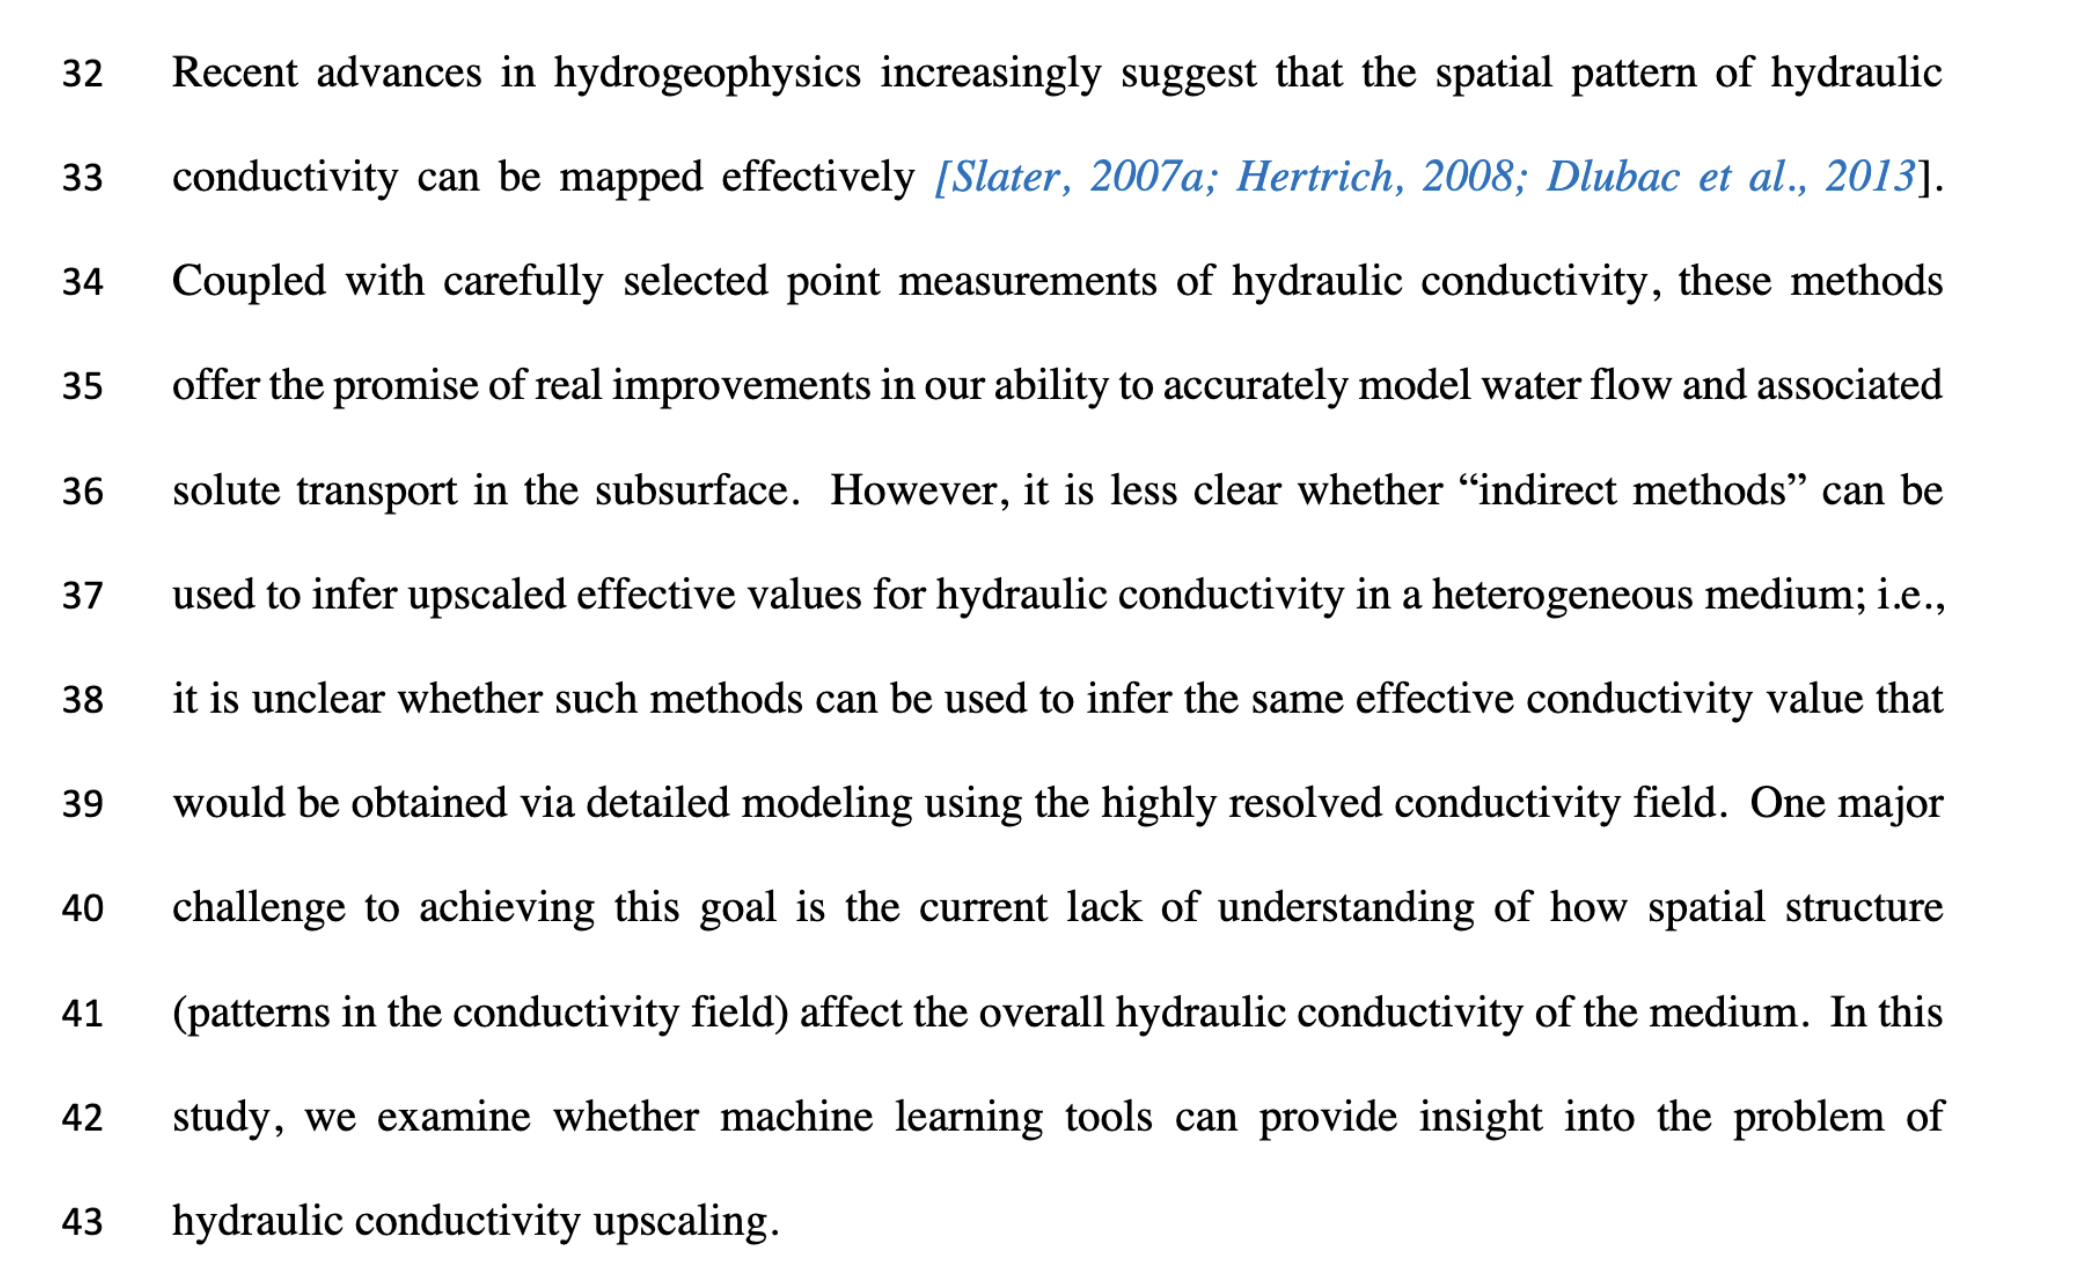 32 Recent advances in hydrogeophysics increasingly suggest that the spatial pattern of hydraulic
33 conductivity can be mapped effectively [Slater, 2007a; Hertrich, 2008; Dlubac et al., 2013].
34 Coupled with carefully selected point measurements of hydraulic conductivity, these methods
35 offer the promise of real improvements in our ability to accurately model water flow and associated
36 solute transport in the subsurface. However, it is less clear whether “indirect methods” can be
37 used to infer upscaled effective values for hydraulic conductivity in a heterogeneous medium; i.e.,
38 it is unclear whether such methods can be used to infer the same effective conductivity value that
39 would be obtained via detailed modeling using the highly resolved conductivity field. One major
40 challenge to achieving this goal is the current lack of understanding of how spatial structure
41 (patterns in the conductivity field) affect the overall hydraulic conductivity of the medium. In this
42 study, we examine whether machine learning tools can provide insight into the problem of
43 hydraulic conductivity upscaling.